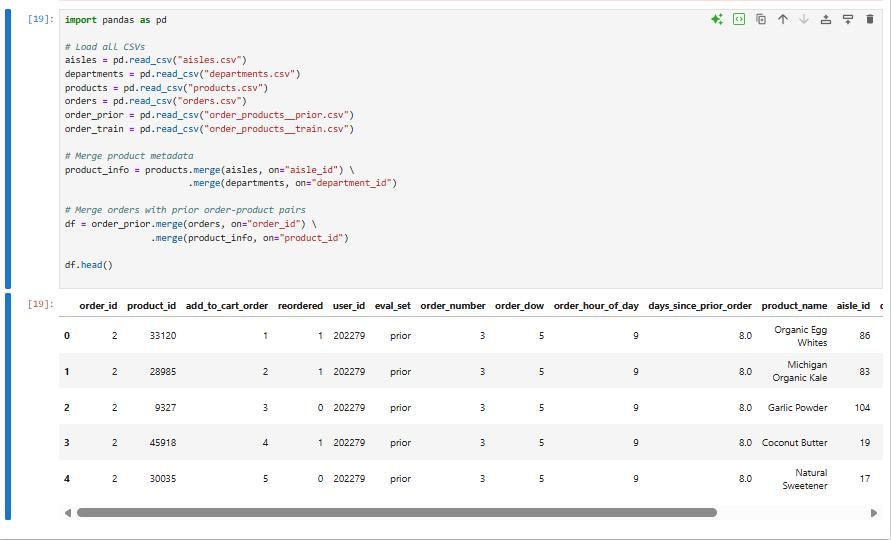 [19]: import pandas as pd
# Load all CSVs
aisles = pd.read_csv("aisles.csv")
departments = pd.read_csv("departments.csv")
products = pd.read_csv("products.csv")
orders = pd.read_csv("orders.csv")
order_prior = pd.read_csv("order_products__prior.csv")
order_train = pd.read_csv("order_products__train.csv")
# Merge product metadata
product_info = products.merge(aisles, on="aisle_id") \
.merge(departments, on="department_id")
# Merge orders with prior order-product pairs
df = order_prior.merge(orders, on="order_id") \
.merge(product_info, on="product_id")
df.head()
[19]: order_id product_id add_to_cart_order reordered user_id eval_set order_number order_dow order_hour_of_day days_since_prior_order product_name aisle_id
0 2 33120 1 1 202279 prior 3 5 9 8.0 Organic Egg Whites 86
1 2 28985 2 1 202279 prior 3 5 9 8.0 Michigan Organic Kale 83
2 2 9327 3 0 202279 prior 3 5 9 8.0 Garlic Powder 104
3 2 45918 4 1 202279 prior 3 5 9 8.0 Coconut Butter 19
4 2 30035 5 0 202279 prior 3 5 9 8.0 Natural Sweetener 17